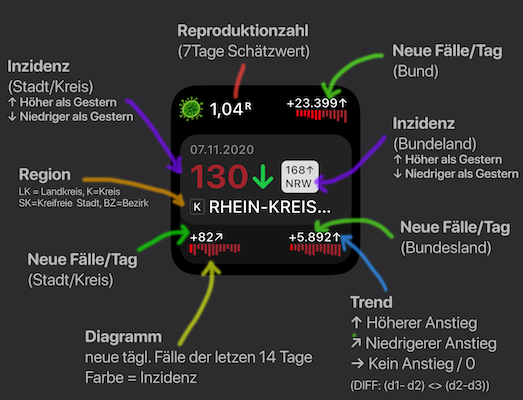 Reproduktionzahl
(7Tage Schätzwert)
Neue Fälle/Tag
(Bund)
Inzidenz
(Stadt/Kreis)
↑ Höher als Gestern
↓ Niedriger als Gestern
1,04 R
+23.399↑
Inzidenz
(Bundeland)
↑ Höher als Gestern
↓ Niedriger als Gestern
07.11.2020
130↓
168↑
NRW
Region
LK = Landkreis, K=Kreis
SK=Kreifreie Stadt, BZ=Bezirk
K RHEIN-KREIS...
Neue Fälle/Tag
(Bundesland)
+82↗
+5.892↑
Neue Fälle/Tag
(Stadt/Kreis)
Trend
↑ Höherer Anstieg
↗ Niedrigerer Anstieg
→ Kein Anstieg / 0
(DIFF: (d1- d2) <> (d2-d3))
Diagramm
neue tägl. Fälle der letzen 14 Tage
Farbe = Inzidenz